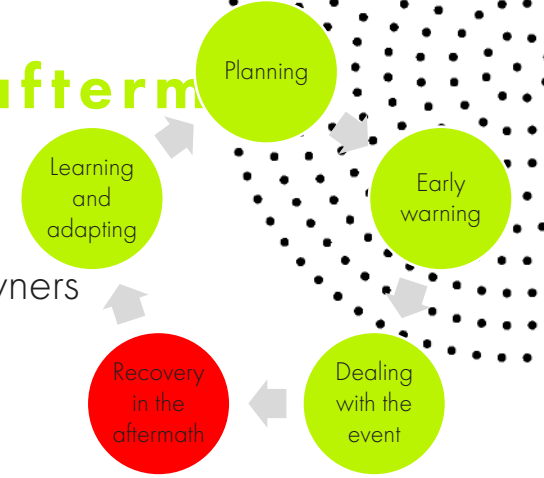 Planning
afterm
Learning
and
adapting
Early
warning
wners
Recovery
in the
aftermath
Dealing
with the
event